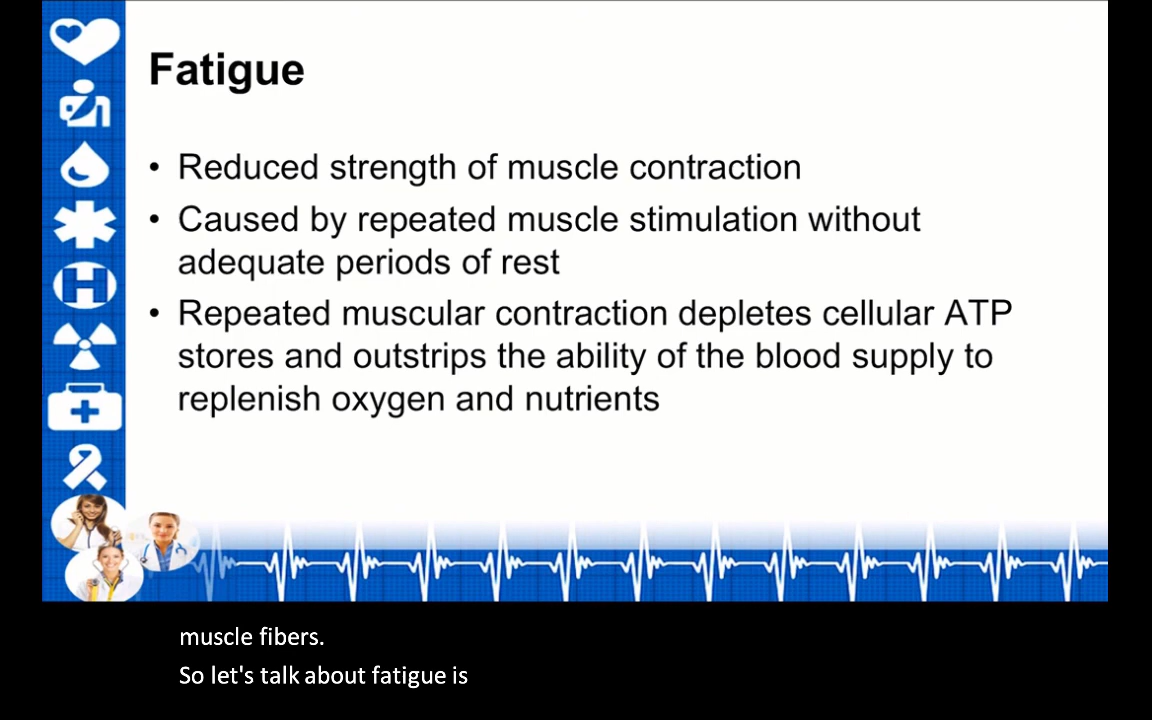 Fatigue
• Reduced strength of muscle contraction
• Caused by repeated muscle stimulation without
adequate periods of rest
• Repeated muscular contraction depletes cellular ATP
stores and outstrips the ability of the blood supply to
replenish oxygen and nutrients
H
muscle fibers.
So let's talk about fatigue is